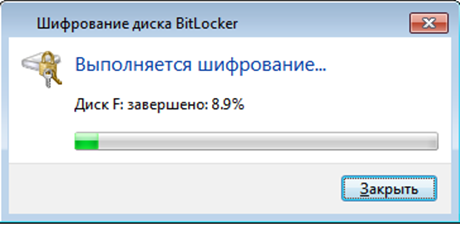 Шифрование диска BitLocker
Выполняется шифрование...
Диск F: завершено: 8.9%
Закрыть